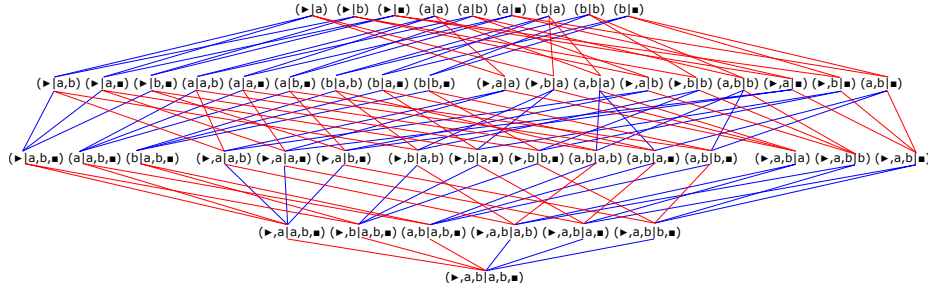 (►|a) (►|b) (►|■) (a|a) (a|b) (a|■) (b|a) (b|b) (b|■)
(►|a,b) (►|a,■) (►|b,■) (a|a,b) (a|a,■) (a|b,■) (b|a,b) (b|a,■) (b|b,■) (►,a|a) (►,b|a) (a,b|a) (►,a|b) (►,b|b) (a,b|b) (►,a|■) (►,b|■) (a,b|■)
(►|a,b,■) (a|a,b,■) (b|a,b,■) (►,a|a,b) (►,a|a,■) (►,a|b,■) (►,b|a,b) (►,b|a,■) (►,b|b,■) (a,b|a,b) (a,b|a,■) (a,b|b,■) (►,a,b|a) (►,a,b|b) (►,a,b|■)
(►,a|a,b,■) (►,b|a,b,■) (a,b|a,b,■) (►,a,b|a,b) (►,a,b|a,■) (►,a,b|b,■)
(►,a,b|a,b,■)